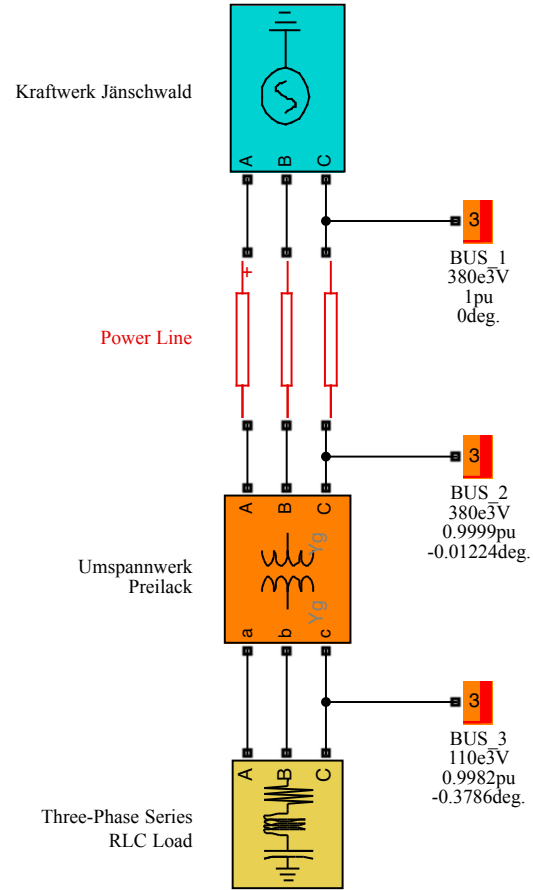 Kraftwerk Jänschwald
A B C
3
BUS_1
380e3V
1pu
0deg.
+
Power Line
3
BUS_2
380e3V
0.9999pu
-0.01224deg.
A B C
Yg
Umspannwerk
Preilack
Yg
a b c
3
BUS_3
110e3V
0.9982pu
-0.3786deg.
A B C
Three-Phase Series
RLC Load